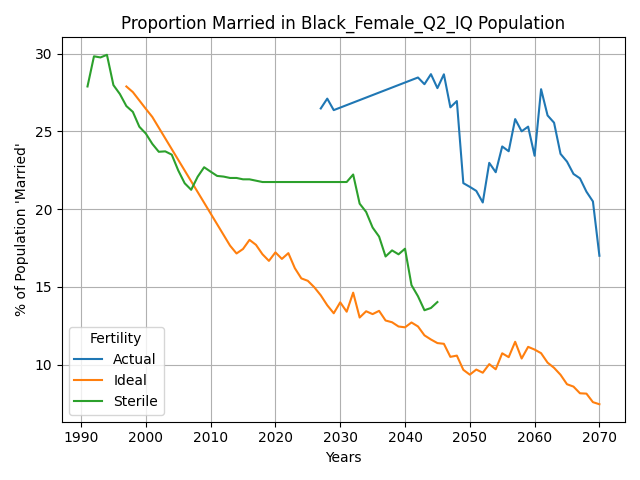 Proportion Married in Black_Female_Q2_IQ Population
% of Population 'Married'
30
25
20
15
10
Fertility
Actual
Ideal
Sterile
1990 2000 2010 2020 2030 2040 2050 2060 2070
Years